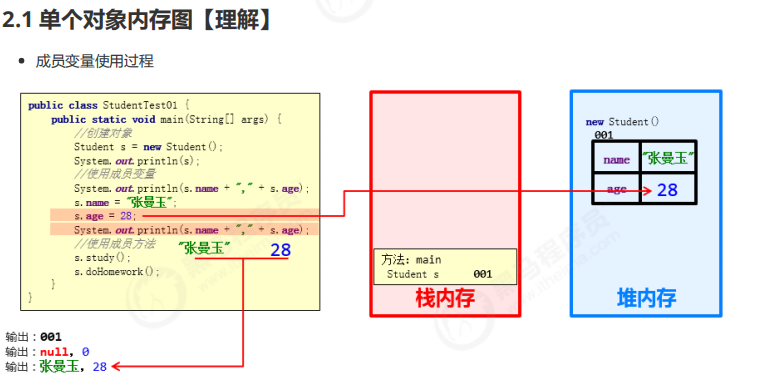 2.1 单个对象内存图【理解】
• 成员变量使用过程
public class StudentTest01 {
public static void main(String[] args) {
//创建对象
Student s = new Student();
System.out.println(s);
//使用成员变量
System.out.println(s.name + "," + s.age);
s.name = "张曼玉";
s.age = 28;
System.out.println(s.name + "," + s.age);
//使用成员方法 "张曼玉" 28
s.study();
s.doHomework();
}
}
方法：main
Student s 001
栈内存
new Student()
001
name "张曼玉"
age 28
堆内存
输出：001
输出：null，0
输出：张曼玉，28